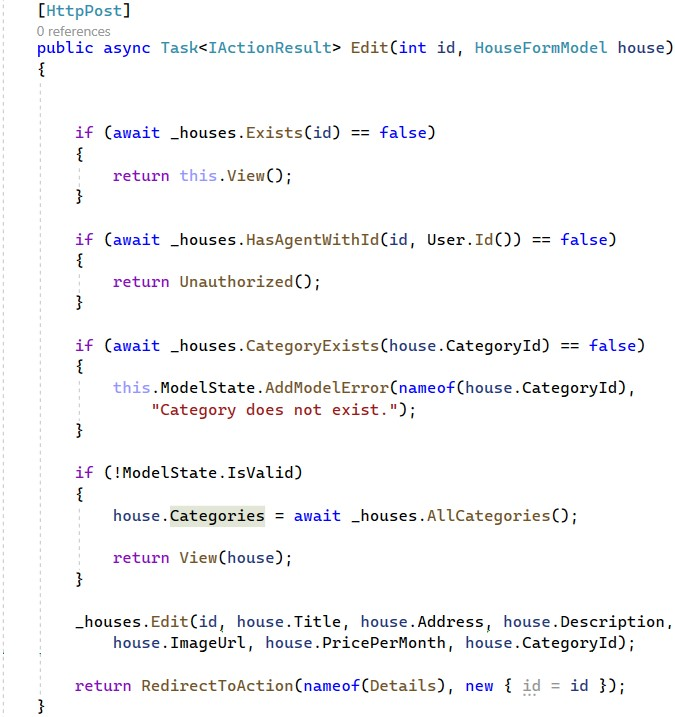 [HttpPost]
0 references
public async Task<IActionResult> Edit(int id, HouseFormModel house)
{
if (await _houses.Exists(id) == false)
{
return this.View();
}
if (await _houses.HasAgentWithId(id, User.Id()) == false)
{
return Unauthorized();
}
if (await _houses.CategoryExists(house.CategoryId) == false)
{
this.ModelState.AddModelError(nameof(house.CategoryId),
"Category does not exist.");
}
if (!ModelState.IsValid)
{
house.Categories = await _houses.AllCategories();
return View(house);
}
_houses.Edit(id, house.Title, house.Address, house.Description,
house.ImageUrl, house.PricePerMonth, house.CategoryId);
return RedirectToAction(nameof(Details), new { id = id });
}